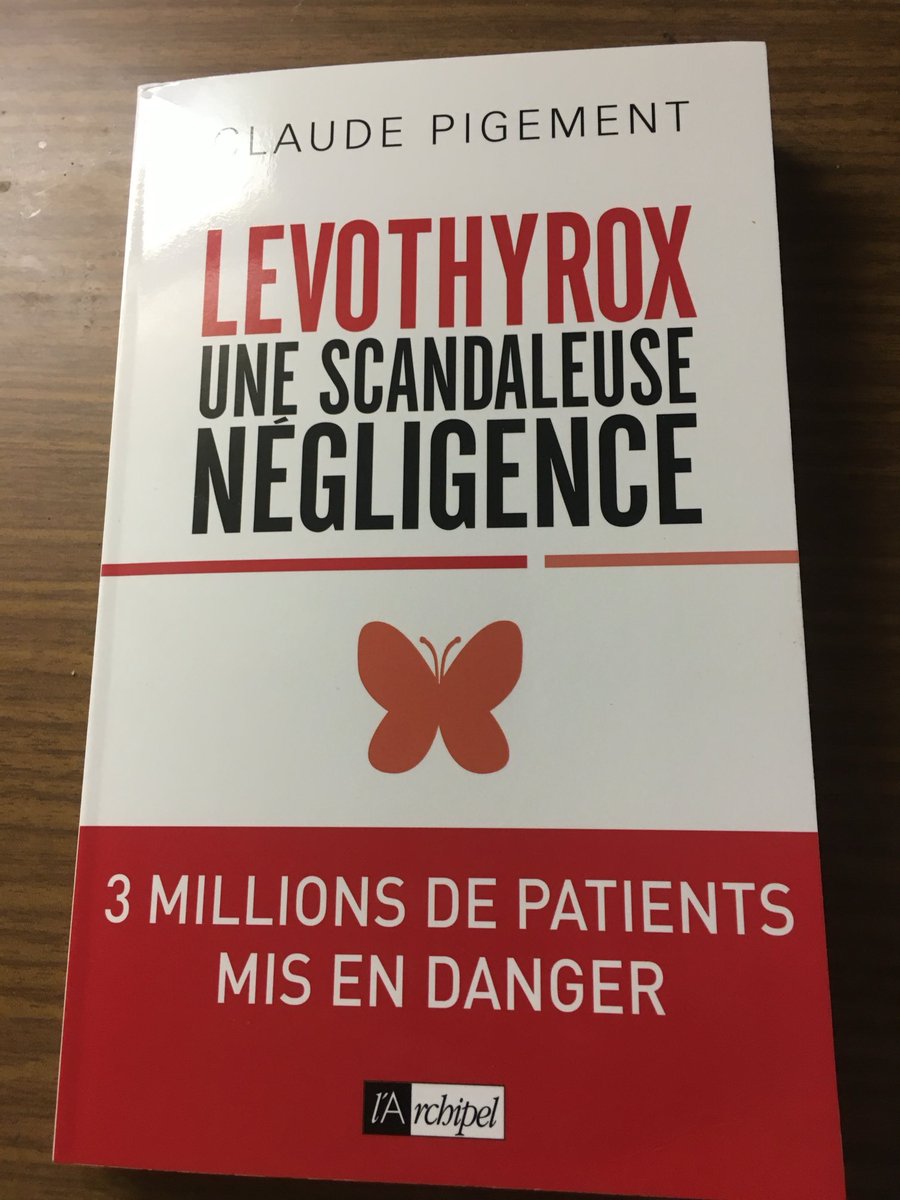 CLAUDE PIGEMENT
LEVOTHYROX
UNE SCANDALEUSE
NÉGLIGENCE
3 MILLIONS DE PATIENTS
MIS EN DANGER
l'Archipel